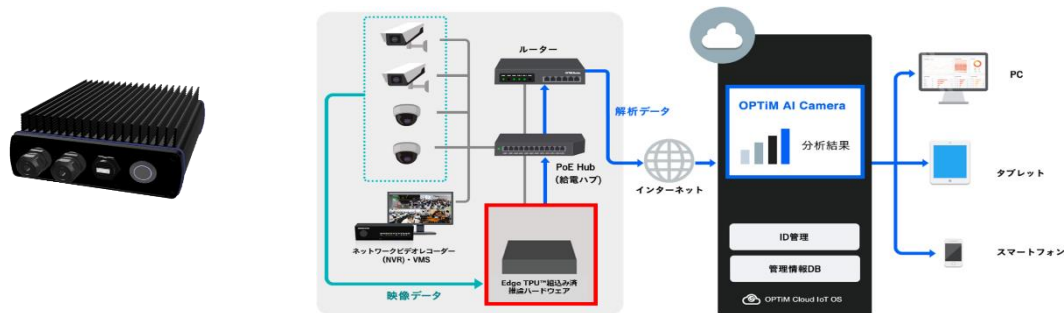 ルーター
解析データ
PoE Hub
(給電ハブ)
インターネット
ネットワークビデオレコーダー
(NVR)・VMS
Edge TPU™組込み済
推論ハードウェア
映像データ
OPTiM AI Camera
分析結果
ID管理
管理情報DB
OPTiM Cloud IoT OS
PC
タブレット
スマートフォン